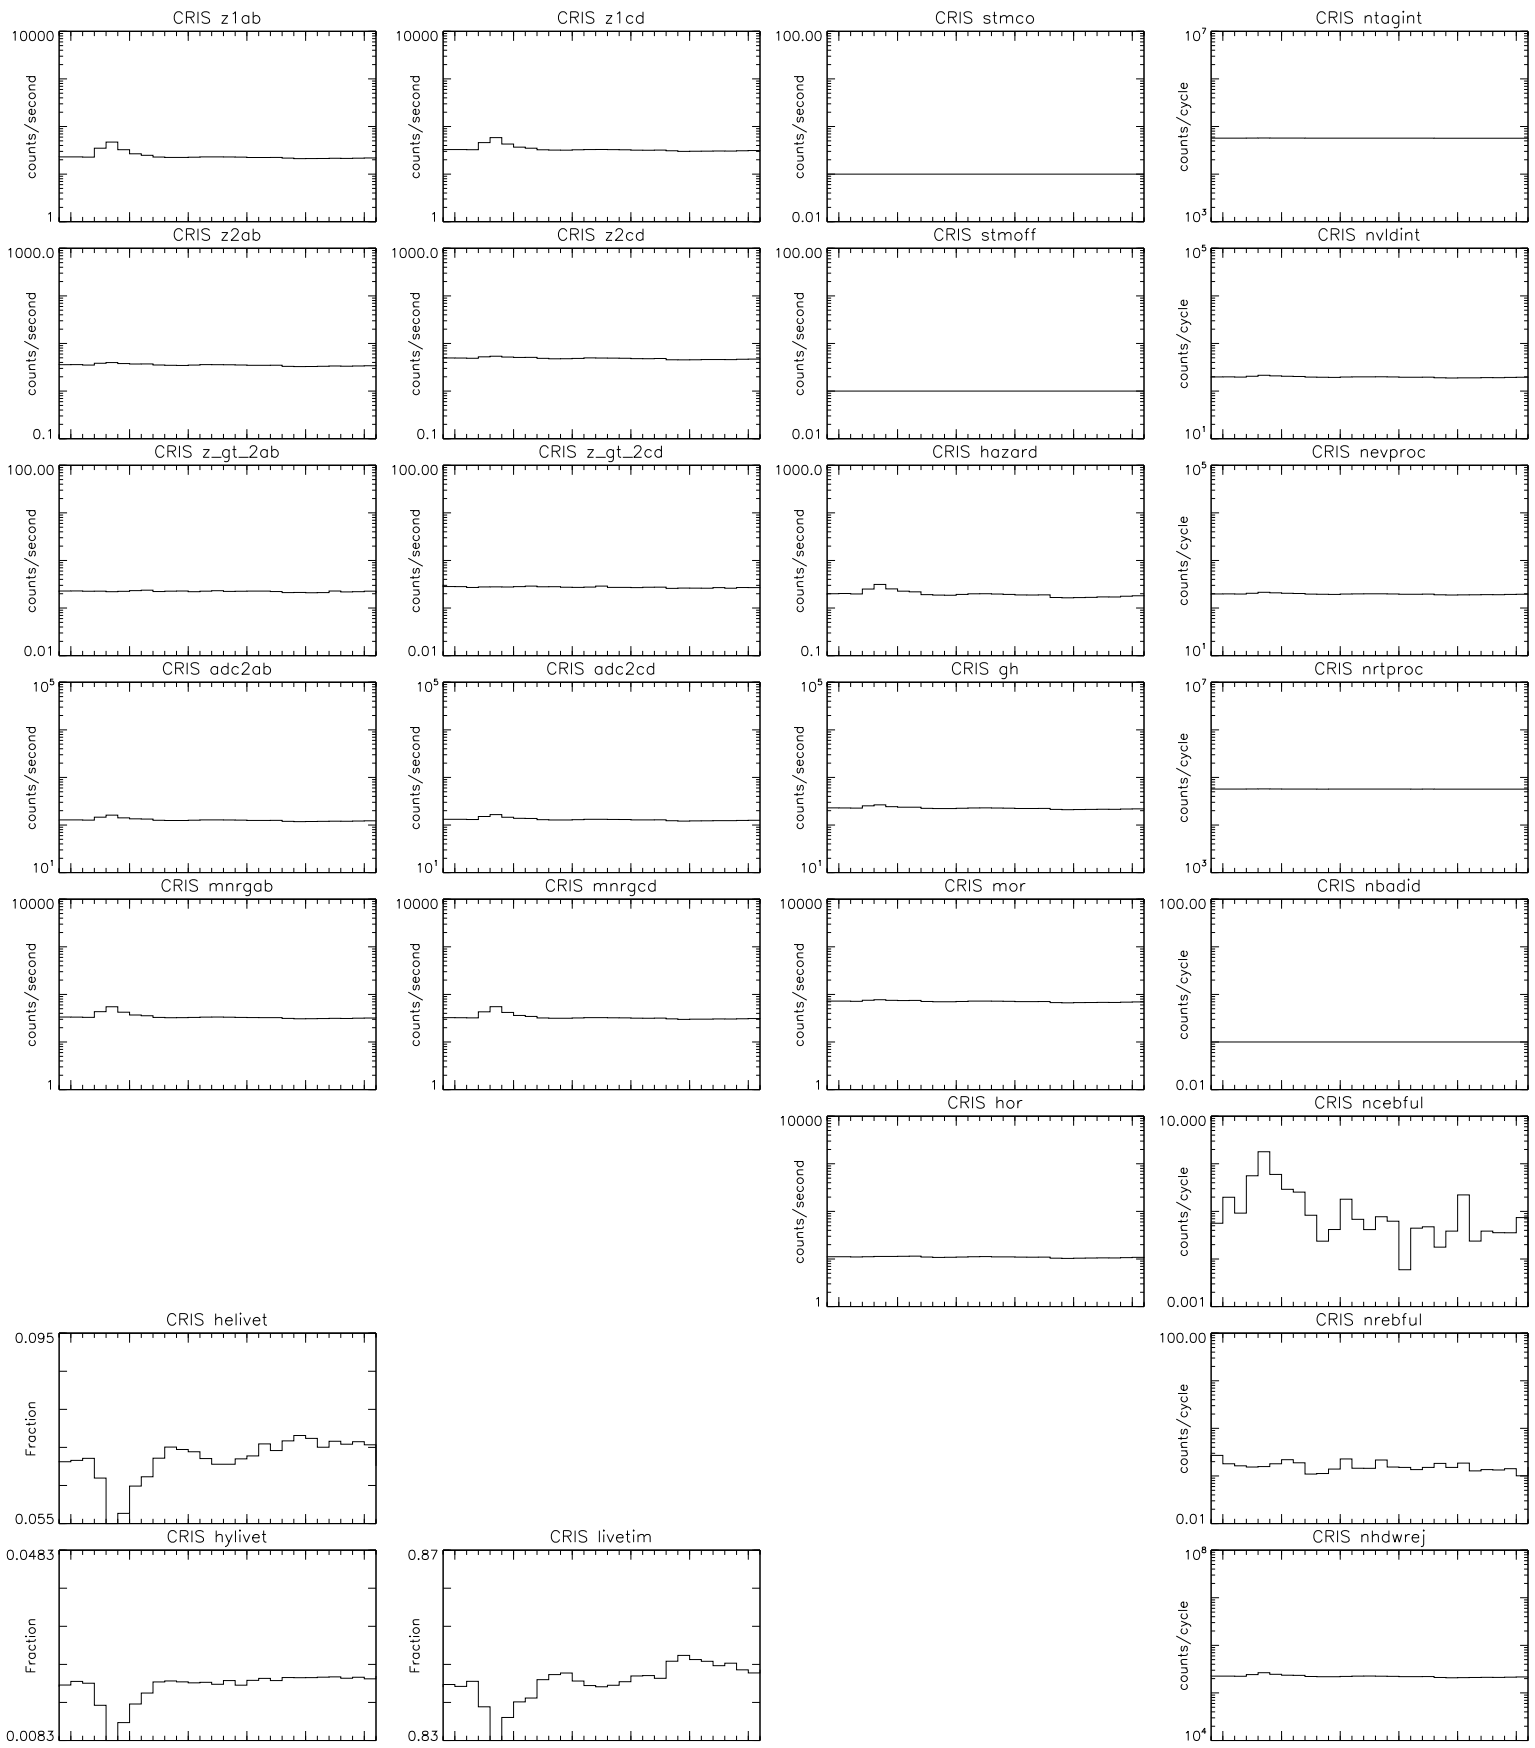 CRIS z1ab
10000
counts/second
1
CRIS z1cd
10000
counts/second
1
CRIS stmco
100.00
counts/second
0.01
CRIS ntagint
10^7
counts/cycle
10^3
CRIS z2ab
1000.0
counts/second
0.1
CRIS z2cd
1000.0
counts/second
0.1
CRIS stmoff
100.00
counts/second
0.01
CRIS nvldint
10^5
counts/cycle
10^1
CRIS z_gt_2ab
100.00
counts/second
0.01
CRIS z_gt_2cd
100.00
counts/second
0.01
CRIS hazard
1000.0
counts/second
0.1
CRIS nevproc
10^5
counts/cycle
10^1
CRIS adc2ab
10^5
counts/second
10^1
CRIS adc2cd
10^5
counts/second
10^1
CRIS gh
10^5
counts/second
10^1
CRIS nrtproc
10^7
counts/cycle
10^3
CRIS mnrgab
10000
counts/second
1
CRIS mnrgcd
10000
counts/second
1
CRIS mor
10000
counts/second
1
CRIS nbadid
100.00
counts/cycle
0.01
CRIS hor
10000
counts/second
1
CRIS ncebful
10.000
counts/cycle
0.001
CRIS helivet
0.095
Fraction
0.055
CRIS nrebful
100.00
counts/cycle
0.01
CRIS hylivet
0.0483
Fraction
0.0083
CRIS livetim
0.87
Fraction
0.83
CRIS nhdwrej
10^8
counts/cycle
10^4